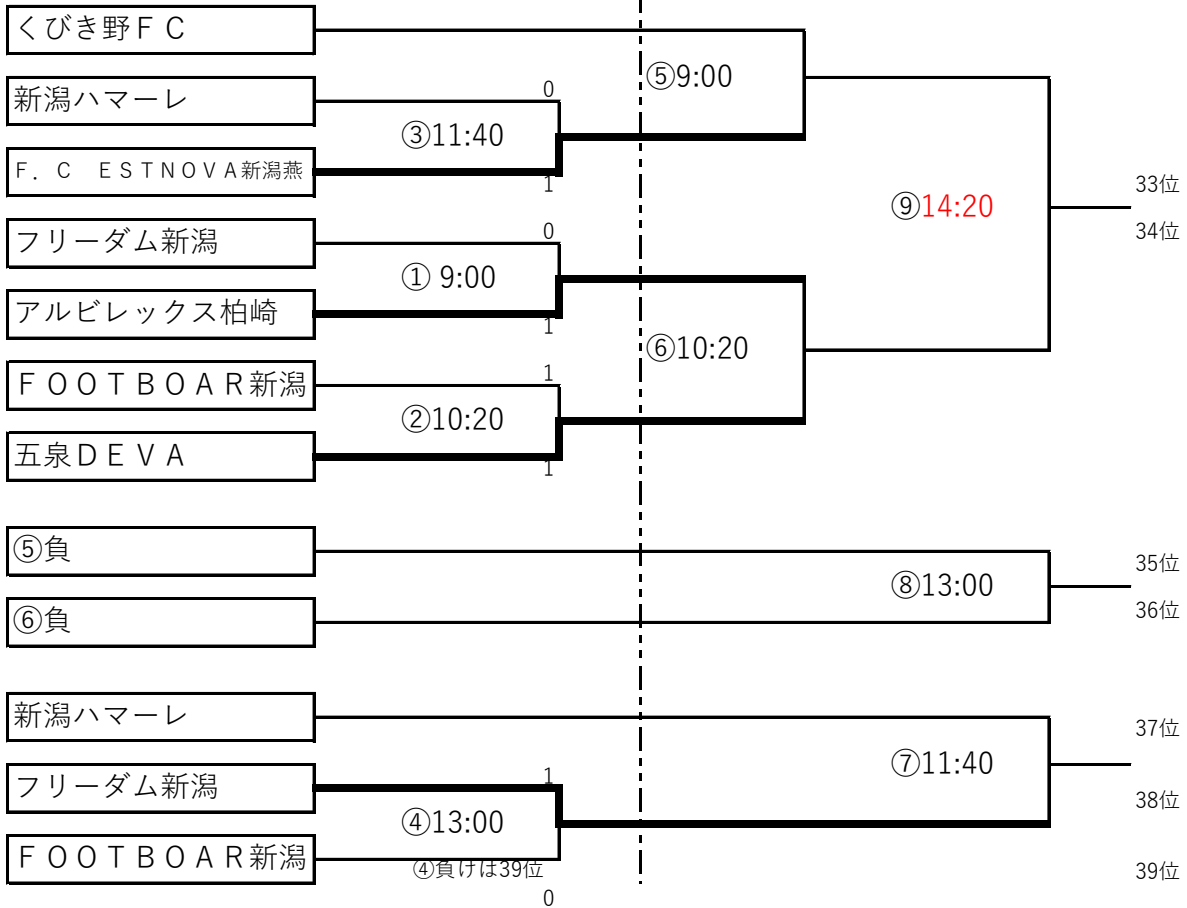 くびき野ＦＣ
⑤9:00
新潟ハマーレ
0
③11:40
Ｆ．Ｃ　ＥＳＴＮＯＶＡ新潟燕
1
33位
⑨14:20
フリーダム新潟
0
34位
① 9:00
アルビレックス柏崎
1
⑥10:20
ＦＯＯＴＢＯＡＲ新潟
1
②10:20
五泉ＤＥＶＡ
1
⑤負
35位
⑧13:00
⑥負
36位
新潟ハマーレ
37位
⑦11:40
フリーダム新潟
1
38位
④13:00
ＦＯＯＴＢＯＡＲ新潟
④負けは39位
39位
0